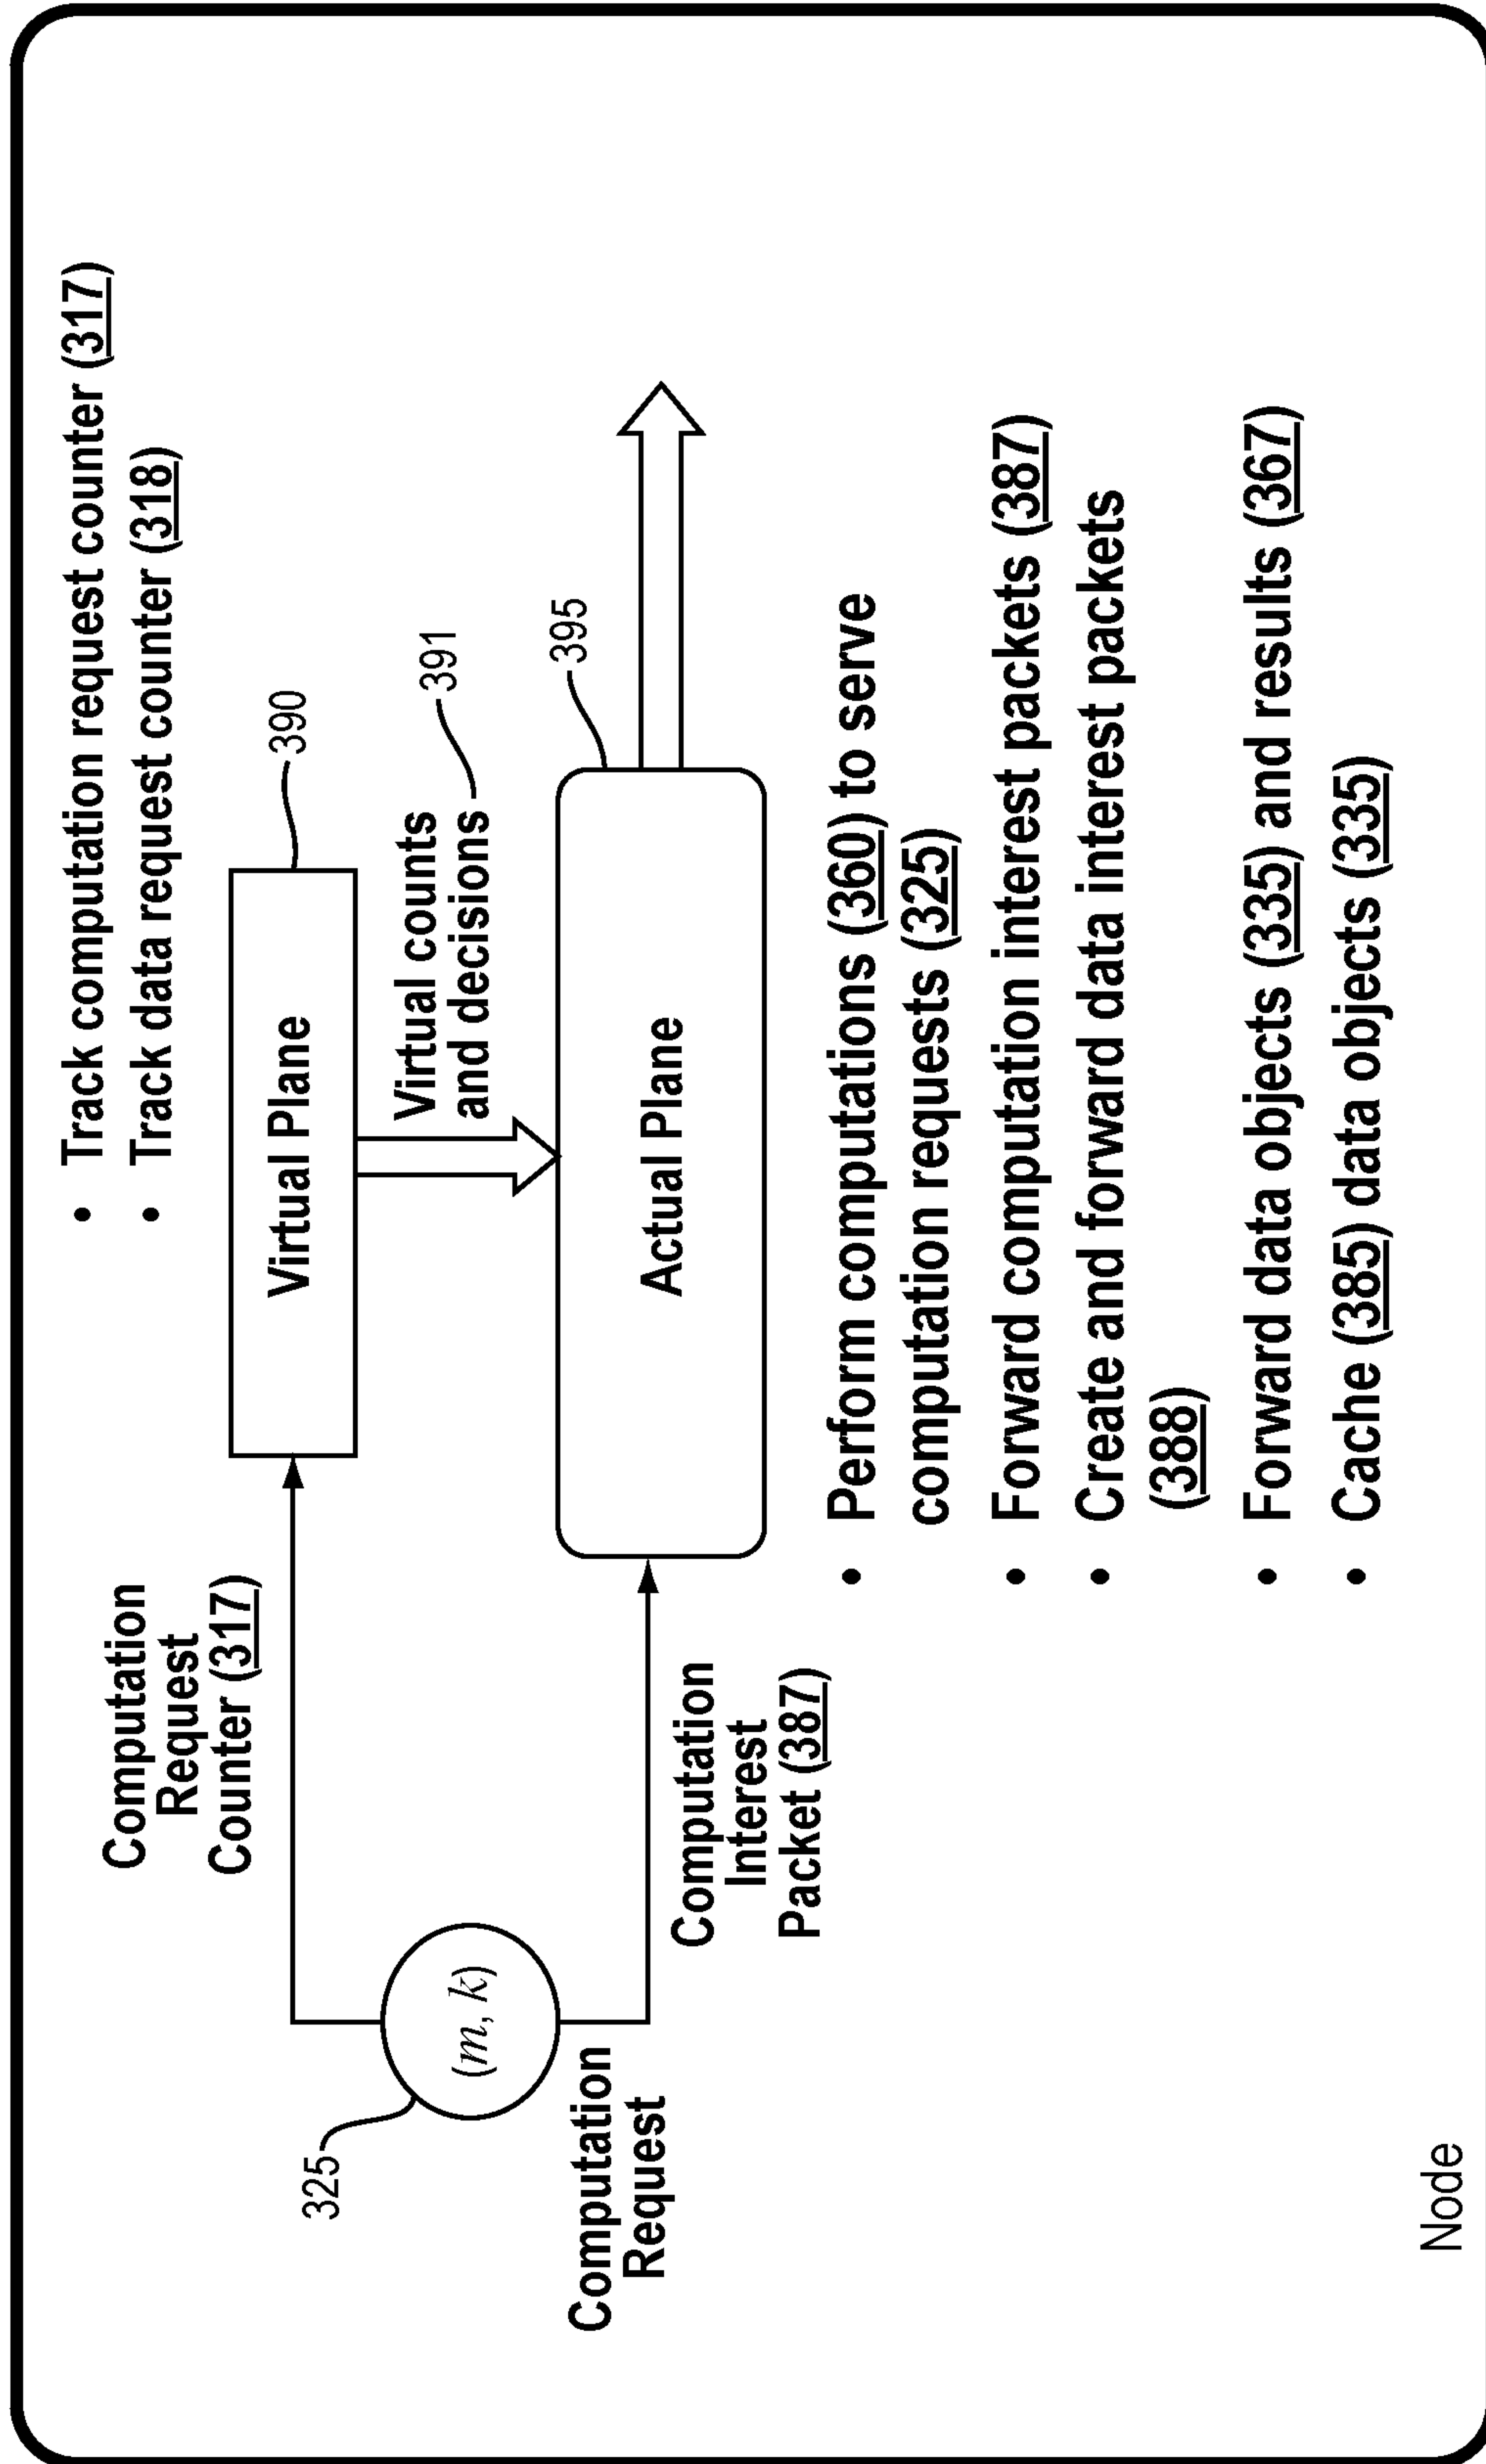 • Track computation request counter (317)
• Track data request counter (318)
Computation
Request
Counter (317)
Virtual Plane
390
Virtual counts
and decisions
391
325
(m, k)
Computation
Request
Computation
Interest
Packet (387)
Actual Plane
395
• Perform computations (360) to serve
computation requests (325)
• Forward computation interest packets (387)
• Create and forward data interest packets
(388)
• Forward data objects (335) and results (367)
• Cache (385) data objects (335)
Node